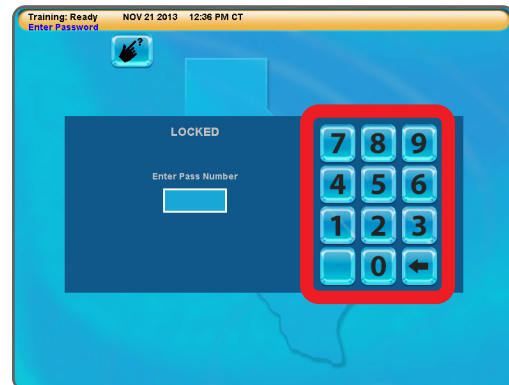 Training: Ready NOV 21 2013 12:36 PM CT
Enter Password
?
LOCKED
Enter Pass Number
7 8 9
4 5 6
1 2 3
0